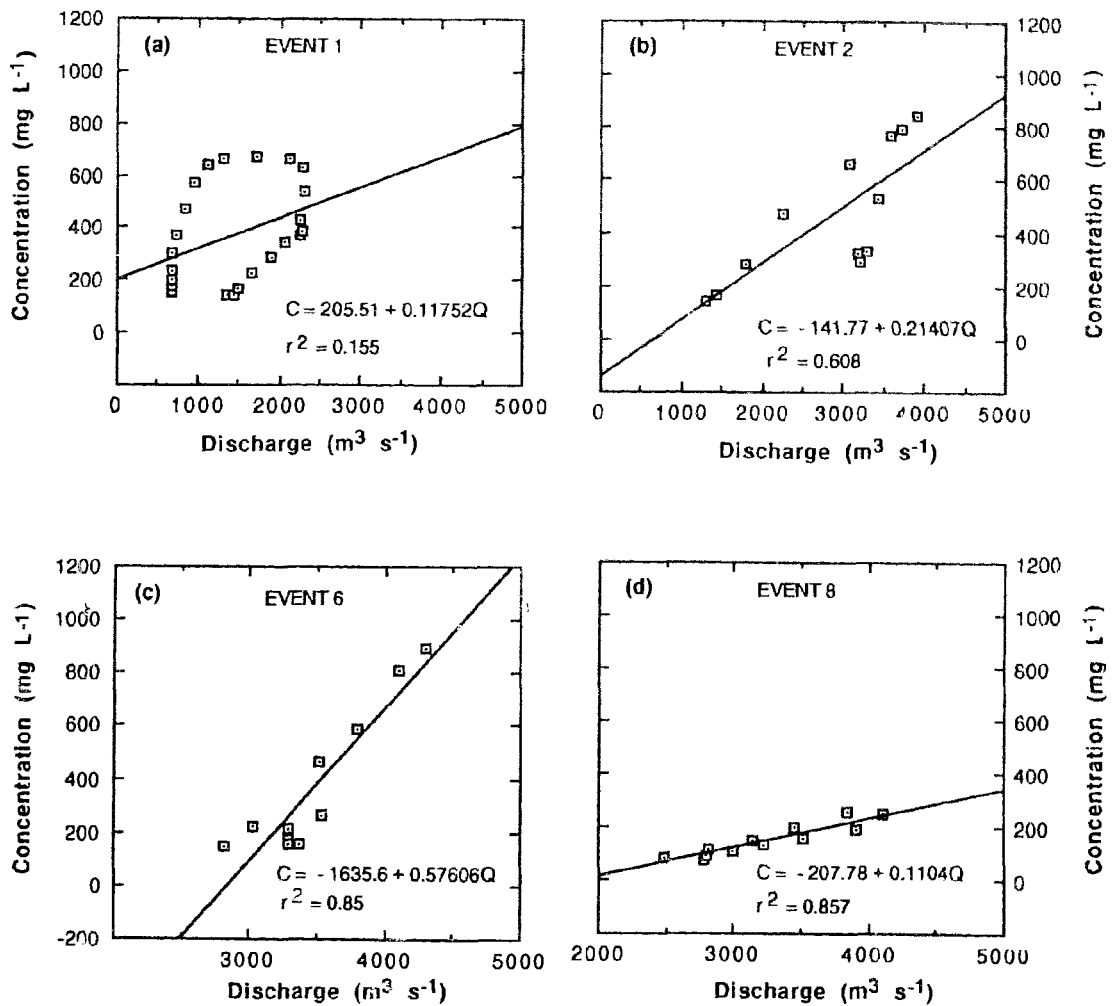 (a) EVENT 1
Concentration (mg L-1)
1200
1000
800
600
400
200
0
C = 205.51 + 0.11752Q
r2 = 0.155
0 1000 2000 3000 4000 5000
Discharge (m3 s-1)
(b) EVENT 2
Concentration (mg L-1)
1200
1000
800
600
400
200
0
C= - 141.77 + 0.21407Q
r2 = 0.608
0 1000 2000 3000 4000 5000
Discharge (m3 s-1)
(c) EVENT 6
Concentration (mg L-1)
1200
1000
800
600
400
200
0
-200
C= - 1635.6 + 0.57606Q
r2 = 0.85
3000 4000 5000
Discharge (m3 s-1)
(d) EVENT 8
Concentration (mg L-1)
1200
1000
800
600
400
200
0
C = -207.78 + 0.1104Q
r2 = 0.857
2000 3000 4000 5000
Discharge (m3 s-1)